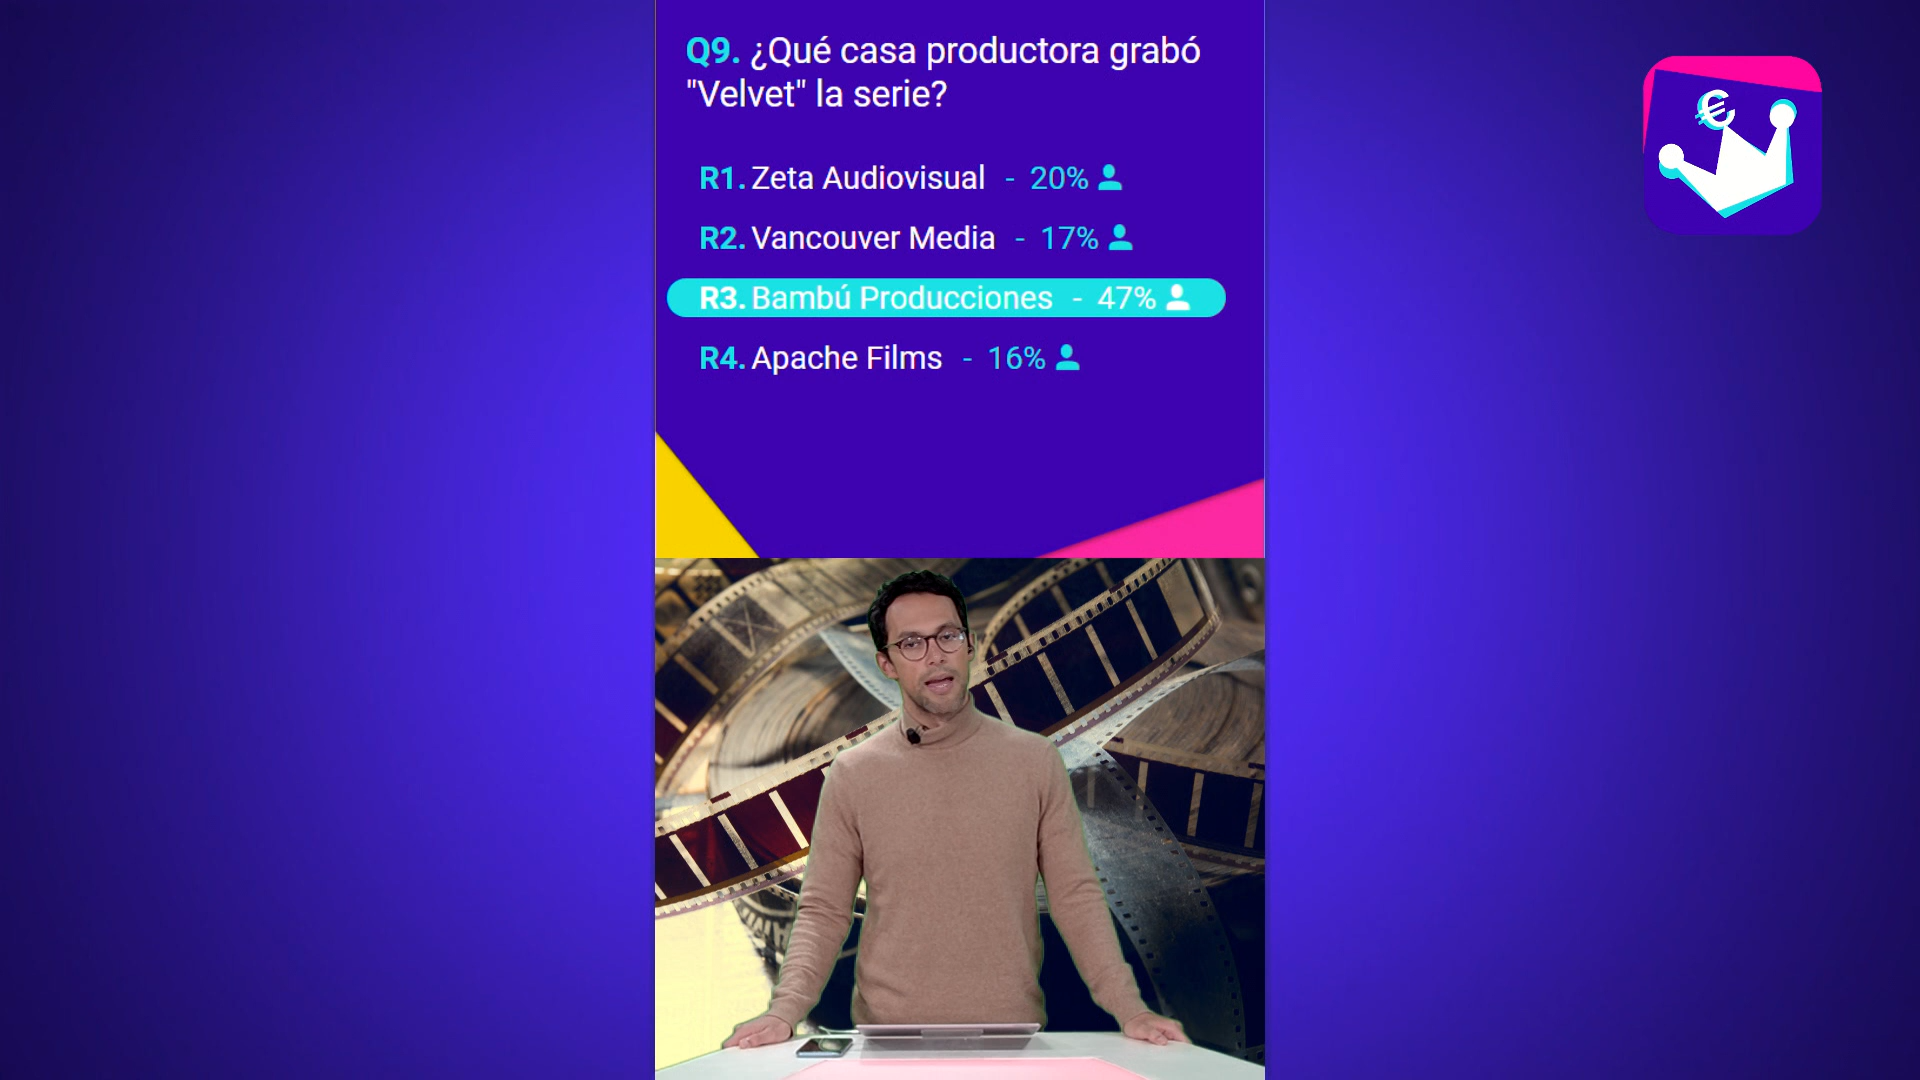 Q9. ¿Qué casa productora grabó
"Velvet" la serie?
R1. Zeta Audiovisual - 20%
R2. Vancouver Media - 17%
R3. Bambú Producciones - 47%
R4. Apache Films - 16%
€